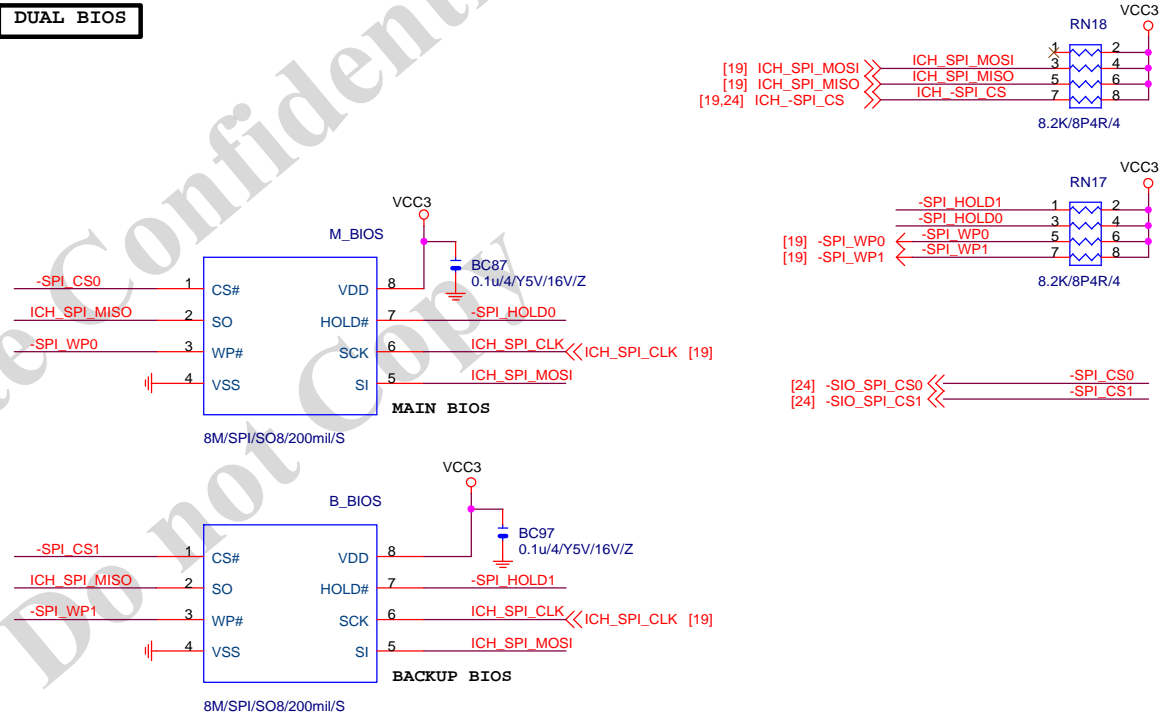 DUAL BIOS
VCC3
RN18
[19] ICH_SPI_MOSI ICH_SPI_MOSI 1 2
[19] ICH_SPI_MISO ICH_SPI_MISO 3 4
[19,24] ICH_-SPI_CS ICH_-SPI_CS 5 6
7 8
8.2K/8P4R/4
VCC3
RN17
-SPI_HOLD1 1 2
-SPI_HOLD0 3 4
[19] -SPI_WP0 -SPI_WP0 5 6
[19] -SPI_WP1 -SPI_WP1 7 8
8.2K/8P4R/4
VCC3
M_BIOS
BC87
0.1u/4/Y5V/16V/Z
-SPI_CS0 1 CS# VDD 8
ICH_SPI_MISO 2 SO HOLD# 7 -SPI_HOLD0
-SPI_WP0 3 WP# SCK 6 ICH_SPI_CLK ICH_SPI_CLK [19]
4 VSS SI 5 ICH_SPI_MOSI
MAIN BIOS
8M/SPI/SO8/200mil/S
[24] -SIO_SPI_CS0 -SPI_CS0
[24] -SIO_SPI_CS1 -SPI_CS1
VCC3
B_BIOS
BC97
0.1u/4/Y5V/16V/Z
-SPI_CS1 1 CS# VDD 8
ICH_SPI_MISO 2 SO HOLD# 7 -SPI_HOLD1
-SPI_WP1 3 WP# SCK 6 ICH_SPI_CLK ICH_SPI_CLK [19]
4 VSS SI 5 ICH_SPI_MOSI
BACKUP BIOS
8M/SPI/SO8/200mil/S
Do not Copy